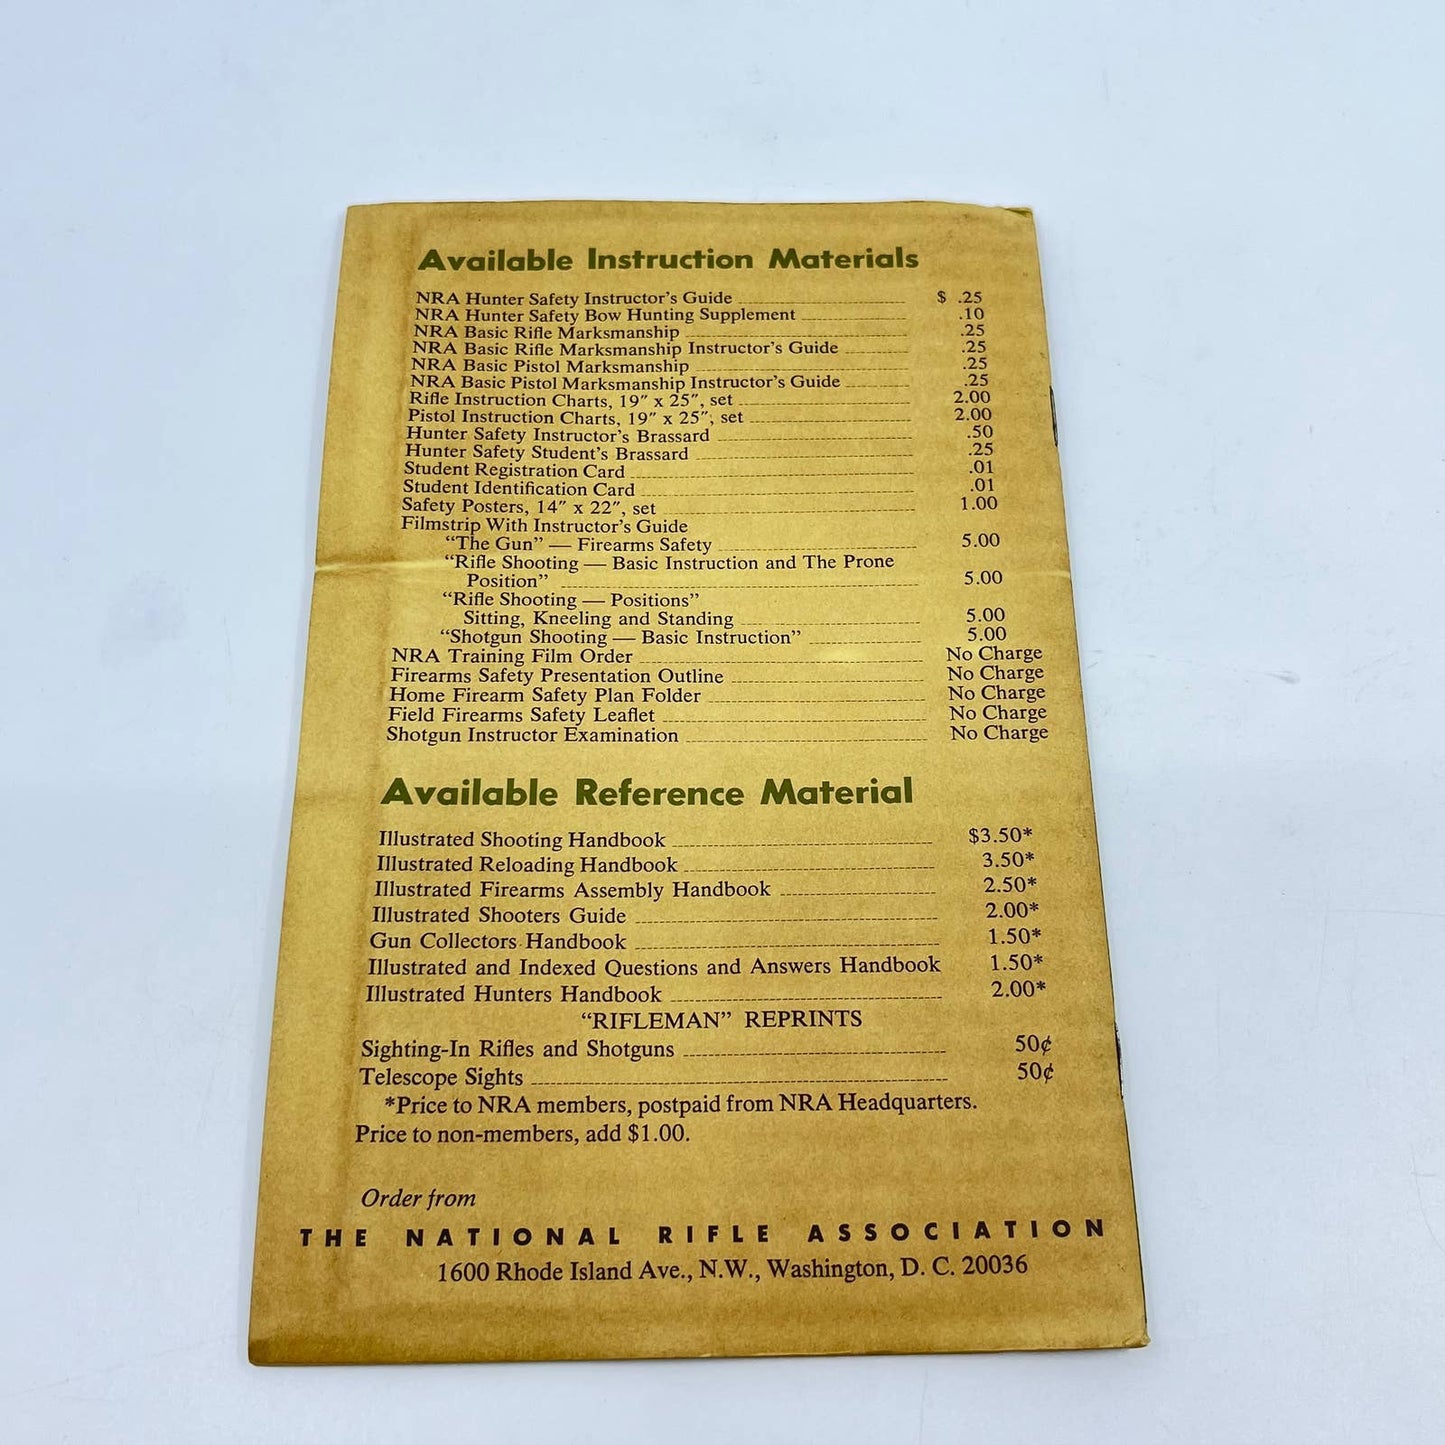 Available Instruction Materials
NRA Hunter Safety Instructor's Guide $ .25
NRA Hunter Safety Bow Hunting Supplement .10
NRA Basic Rifle Marksmanship .25
NRA Basic Rifle Marksmanship Instructor's Guide .25
NRA Basic Pistol Marksmanship .25
NRA Basic Pistol Marksmanship Instructor's Guide .25
Rifle Instruction Charts, 19″ x 25″, set 2.00
Pistol Instruction Charts, 19″ x 25″, set 2.00
Hunter Safety Instructor's Brassard .50
Hunter Safety Student's Brassard .25
Student Registration Card .01
Student Identification Card .01
Safety Posters, 14″ x 22″, set 1.00
Filmstrip With Instructor's Guide
“The Gun” — Firearms Safety 5.00
“Rifle Shooting — Basic Instruction and The Prone
Position” 5.00
“Rifle Shooting — Positions”
Sitting, Kneeling and Standing 5.00
“Shotgun Shooting — Basic Instruction” 5.00
NRA Training Film Order No Charge
Firearms Safety Presentation Outline No Charge
Home Firearm Safety Plan Folder No Charge
Field Firearms Safety Leaflet No Charge
Shotgun Instructor Examination No Charge
Available Reference Material
Illustrated Shooting Handbook $3.50*
Illustrated Reloading Handbook 3.50*
Illustrated Firearms Assembly Handbook 2.50*
Illustrated Shooters Guide 2.00*
Gun Collectors Handbook 1.50*
Illustrated and Indexed Questions and Answers Handbook 1.50*
Illustrated Hunters Handbook 2.00*
“RIFLEMAN” REPRINTS
Sighting-In Rifles and Shotguns 50¢
Telescope Sights 50¢
*Price to NRA members, postpaid from NRA Headquarters.
Price to non-members, add $1.00.
Order from
THE NATIONAL RIFLE ASSOCIATION
1600 Rhode Island Ave., N.W., Washington, D. C. 20036